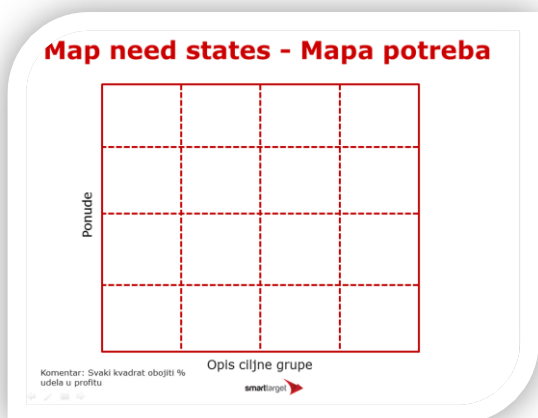 Map need states - Mapa potreba
Ponude
Opis ciljne grupe
Komentar: Svaki kvadrat obojiti %
udela u profitu
smarttarget